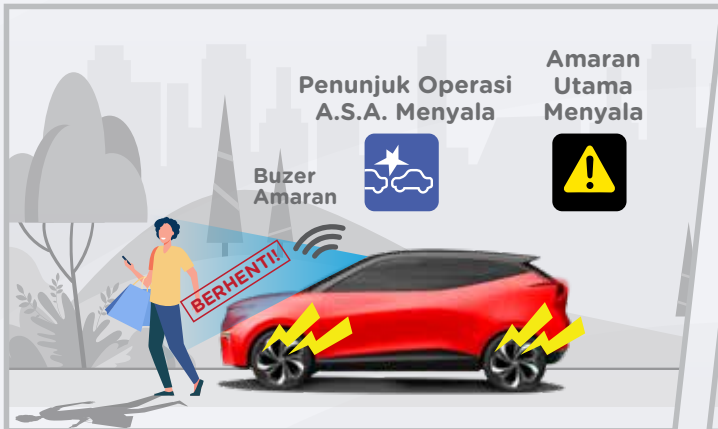 Penunjuk Operasi
A.S.A. Menyala
Amaran
Utama
Menyala
Buzer
Amaran
BERHENTI!